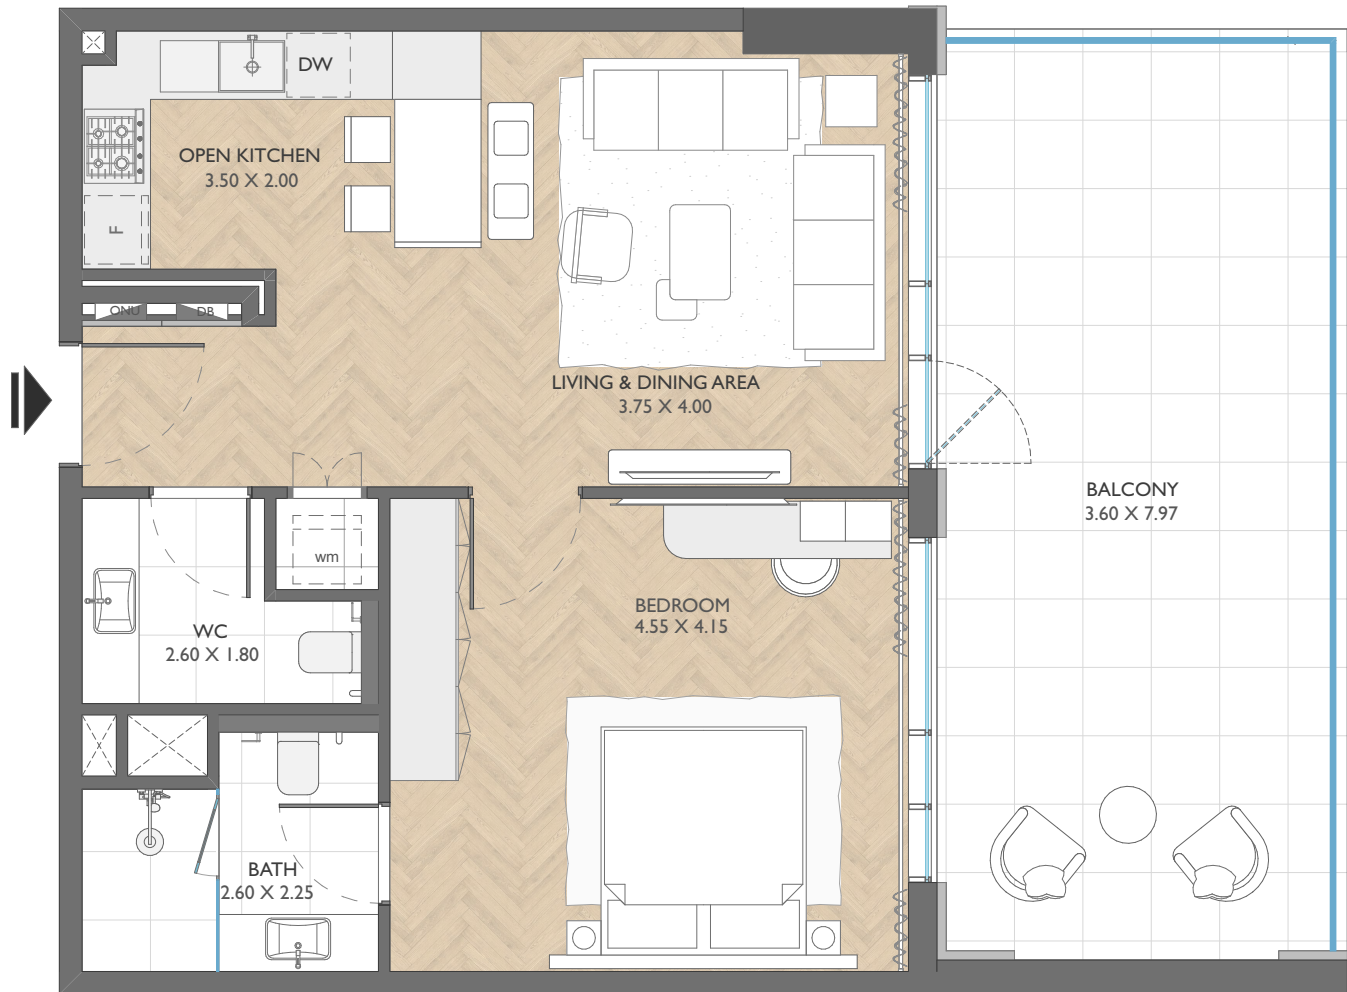 DW
OPEN KITCHEN
3.50 X 2.00
F
ONU
DB
LIVING & DINING AREA
3.75 X 4.00
BALCONY
3.60 X 7.97
wm
BEDROOM
4.55 X 4.15
WC
2.60 X 1.80
BATH
2.60 X 2.25